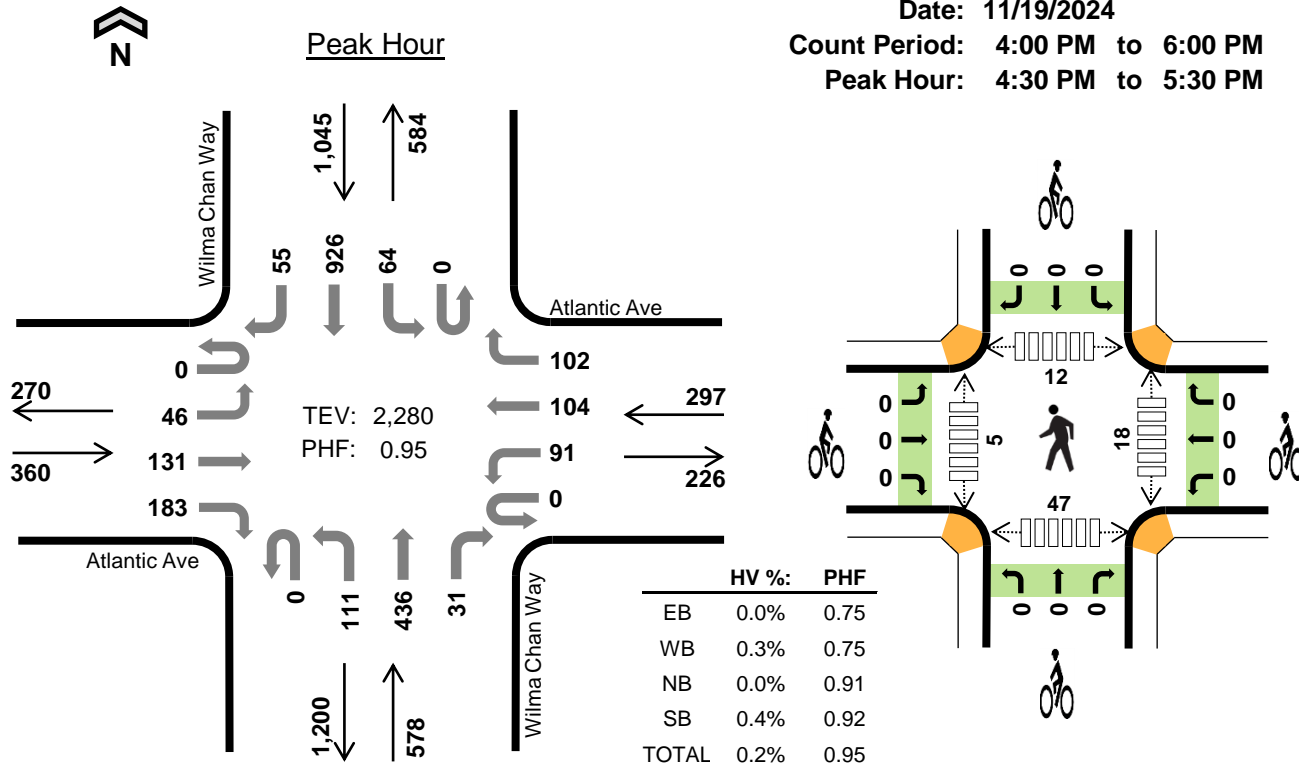 Date: 11/19/2024
Count Period: 4:00 PM to 6:00 PM
Peak Hour: 4:30 PM to 5:30 PM
N
Peak Hour
Wilma Chan Way
1,045
584
55
926
64
0
Atlantic Ave
0
46
131
183
270
360
TEV: 2,280
PHF: 0.95
102
104
91
0
297
226
Atlantic Ave
0
111
436
31
Wilma Chan Way
1,200
578
HV %: PHF
EB 0.0% 0.75
WB 0.3% 0.75
NB 0.0% 0.91
SB 0.4% 0.92
TOTAL 0.2% 0.95
0 0 0
12
0
0
0
5
18
0
0
0
47
0 0 0